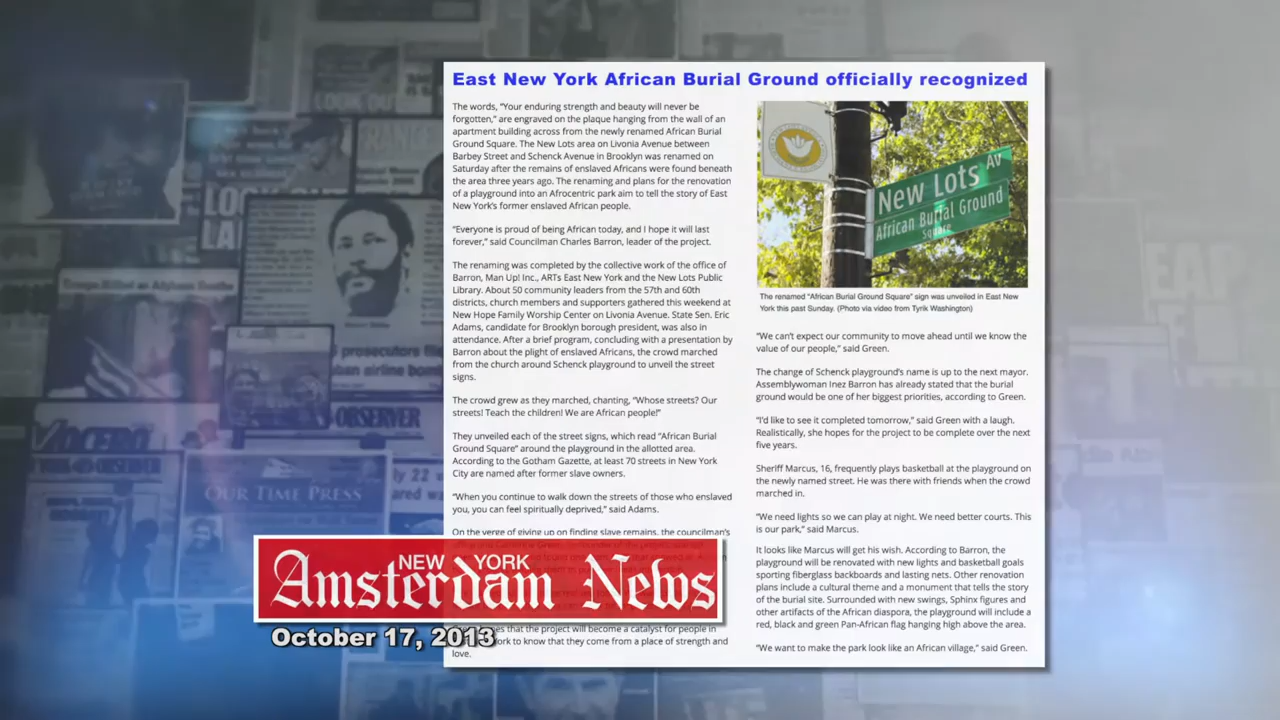 East New York African Burial Ground officially recognized
The words, “Your enduring strength and beauty will never be
forgotten,” are engraved on the plaque hanging from the wall of an
apartment building across from the newly renamed African Burial
Ground Square. The New Lots area on Livonia Avenue between
Barbey Street and Schenck Avenue in Brooklyn was renamed on
Saturday after the remains of enslaved Africans were found beneath
the area three years ago. The renaming and plans for the renovation
of a playground into an Afrocentric park aim to tell the story of East
New York’s former enslaved African people.
“Everyone is proud of being African today, and I hope it will last
forever,” said Councilman Charles Barron, leader of the project.
The renaming was completed by the collective work of the office of
Barron, Man Up! Inc., ARTs East New York and the New Lots Public
Library. About 50 community leaders from the 57th and 60th
districts, church members and supporters gathered this weekend at
New Hope Family Worship Center on Livonia Avenue. State Sen. Eric
Adams, candidate for Brooklyn borough president, was also in
attendance. After a brief program, concluding with a presentation by
Barron about the plight of enslaved Africans, the crowd marched
from the church around Schenck playground to unveil the street
signs.
The crowd grew as they marched, chanting, “Whose streets? Our
streets! Teach the children! We are African people!”
They unveiled each of the street signs, which read “African Burial
Ground Square” around the playground in the allotted area.
According to the Gotham Gazette, at least 70 streets in New York
City are named after former slave owners.
“When you continue to walk down the streets of those who enslaved
you, you can feel spiritually deprived,” said Adams.
On the verge of giving up on finding slave remains, the councilman’s
that the project will become a catalyst for people in
to know that they come from a place of strength and
love.
New Lots Av
African Burial Ground
Square
The renamed “African Burial Ground Square” sign was unveiled in East New
York this past Sunday. (Photo via video from Tyrik Washington)
“We can’t expect our community to move ahead until we know the
value of our people,” said Green.
The change of Schenck playground’s name is up to the next mayor.
Assemblywoman Inez Barron has already stated that the burial
ground would be one of her biggest priorities, according to Green.
“I’d like to see it completed tomorrow,” said Green with a laugh.
Realistically, she hopes for the project to be complete over the next
five years.
Sheriff Marcus, 16, frequently plays basketball at the playground on
the newly named street. He was there with friends when the crowd
marched in.
“We need lights so we can play at night. We need better courts. This
is our park,” said Marcus.
It looks like Marcus will get his wish. According to Barron, the
playground will be renovated with new lights and basketball goals
sporting fiberglass backboards and lasting nets. Other renovation
plans include a cultural theme and a monument that tells the story
of the burial site. Surrounded with new swings, Sphinx figures and
other artifacts of the African diaspora, the playground will include a
red, black and green Pan-African flag hanging high above the area.
“We want to make the park look like an African village,” said Green.
NEW YORK
Amsterdam News
October 17, 2013
LOOK OUT
prosecutors
OBSERVER
OUR TIME PRESS